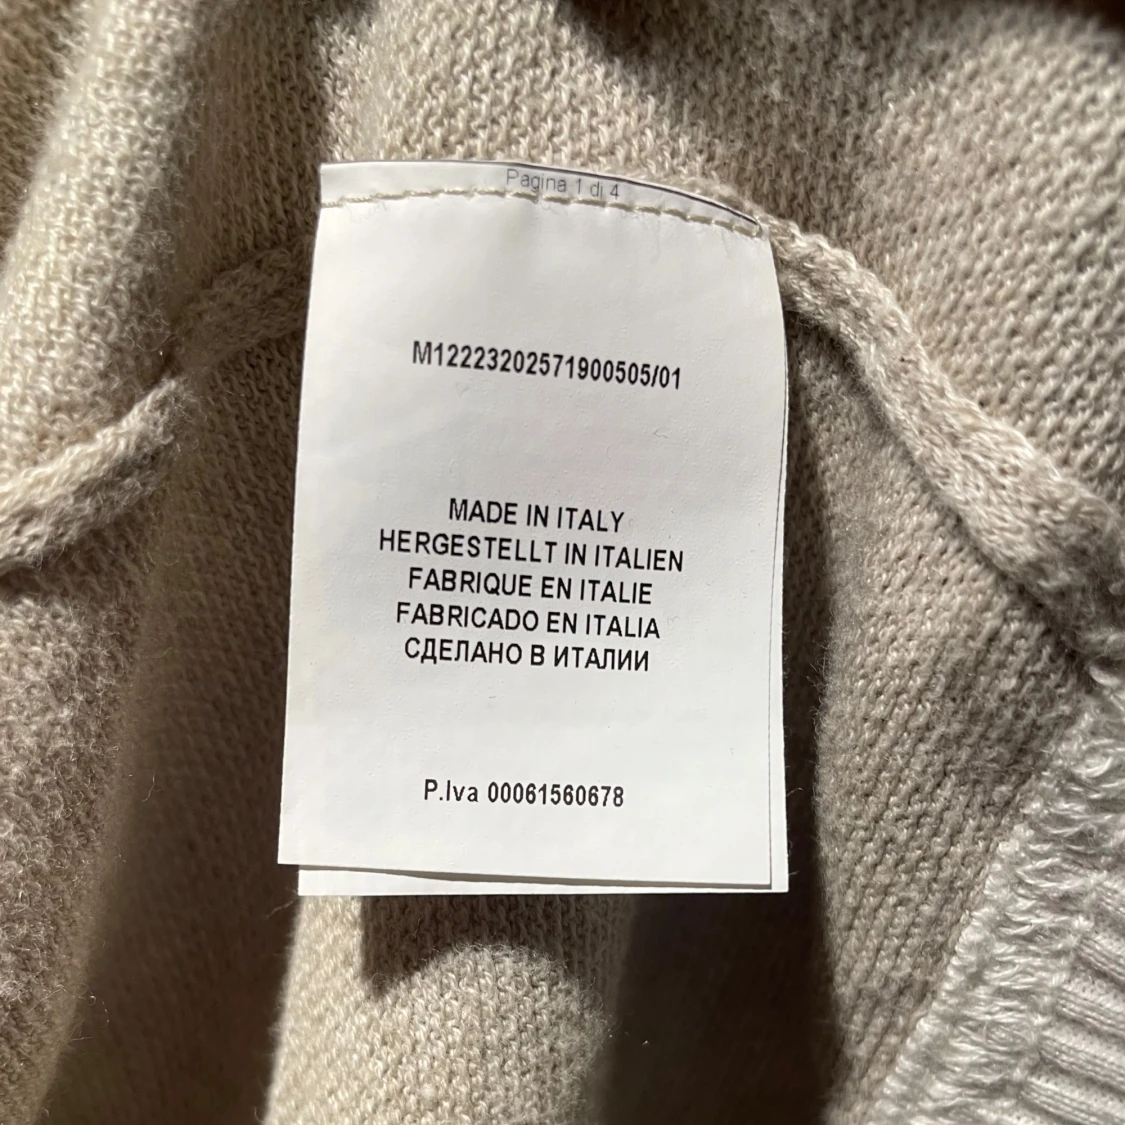 Pagina 1 di 4
M12223202571900505/01
MADE IN ITALY
HERGESTELLT IN ITALIEN
FABRIQUE EN ITALIE
FABRICADO EN ITALIA
СДЕЛАНО В ИТАЛИИ
P.Iva 00061560678